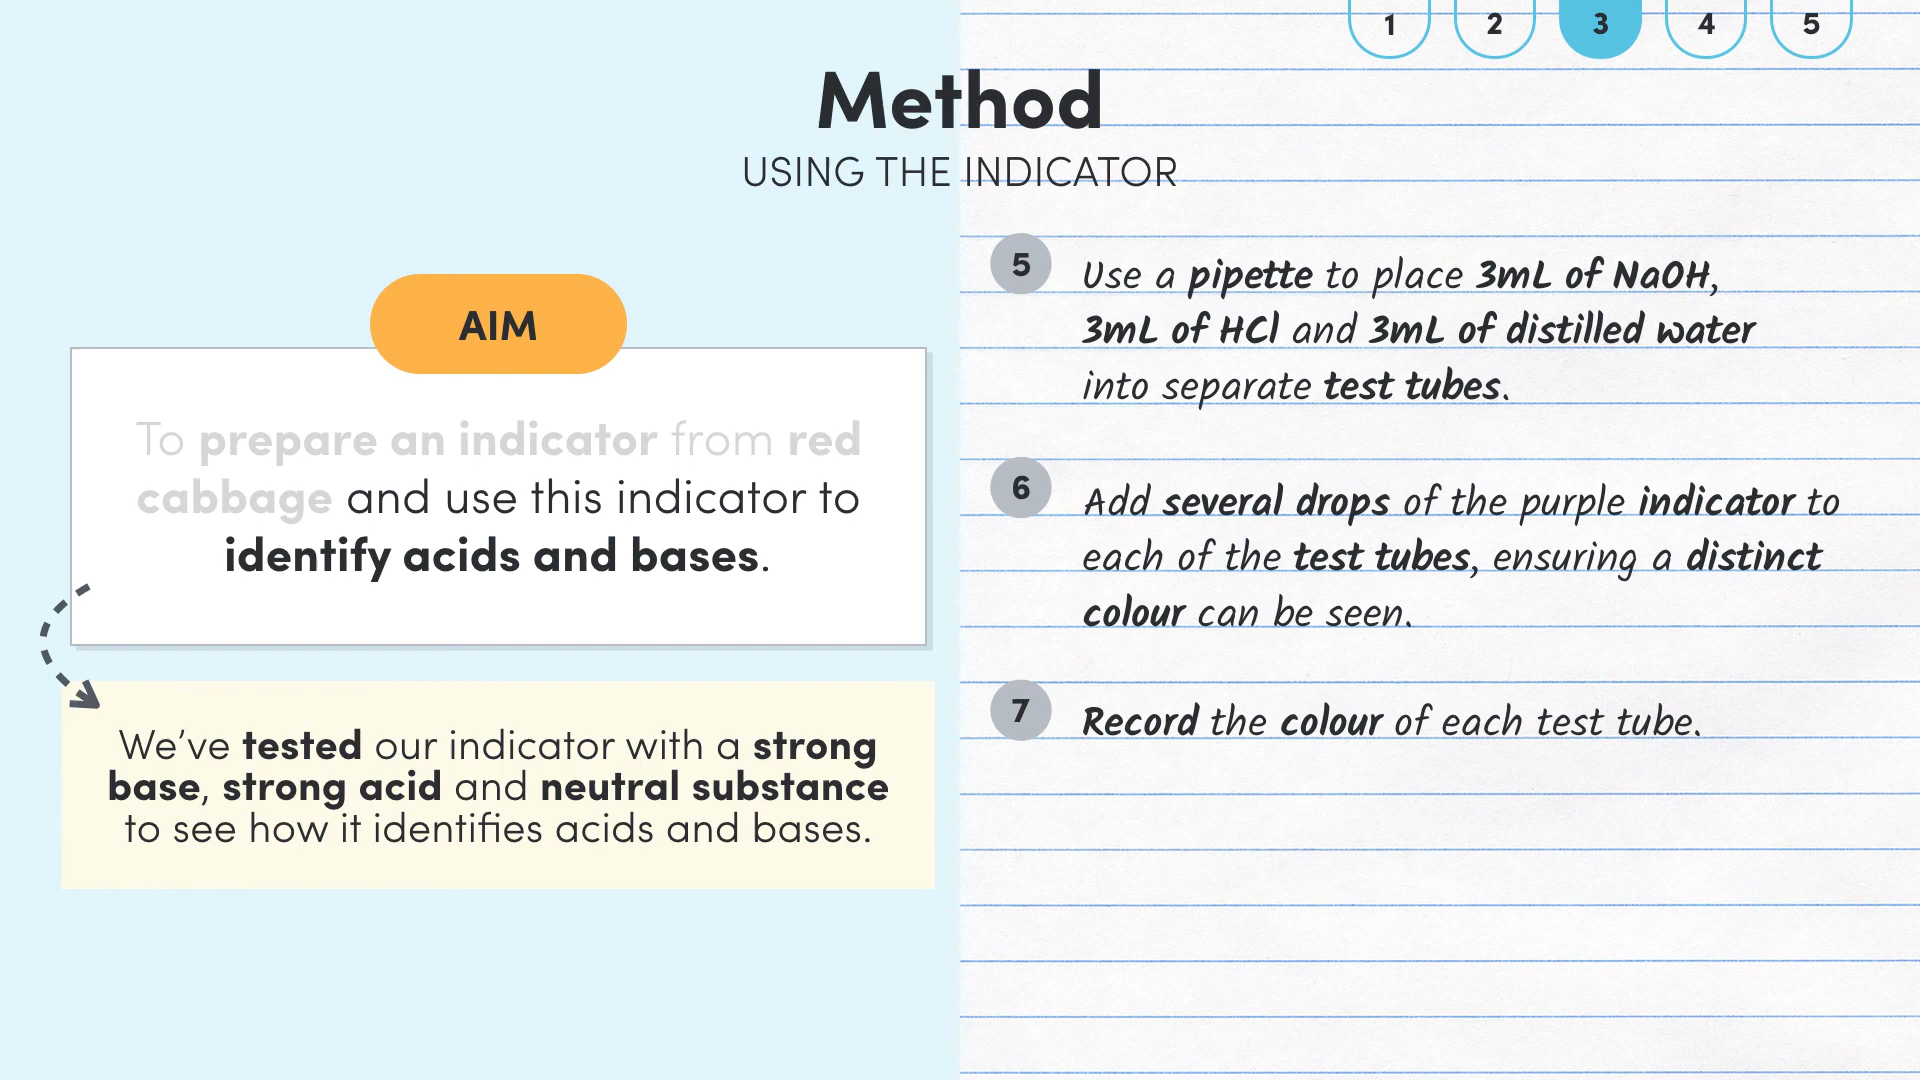 1 2 3 4 5
Method
USING THE INDICATOR
AIM
To prepare an indicator from red
cabbage and use this indicator to
identify acids and bases.
We’ve tested our indicator with a strong
base, strong acid and neutral substance
to see how it identifies acids and bases.
5 Use a pipette to place 3mL of NaOH,
3mL of HCl and 3mL of distilled water
into separate test tubes.
6 Add several drops of the purple indicator to
each of the test tubes, ensuring a distinct
colour can be seen.
7 Record the colour of each test tube.